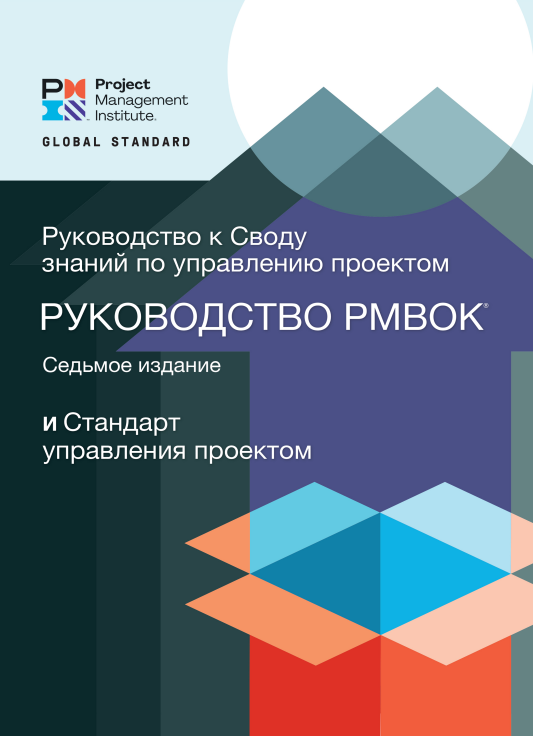 Project
Management
Institute.
GLOBAL STANDARD
Руководство к Своду
знаний по управлению проектом
РУКОВОДСТВО PMBOK®
Седьмое издание
и Стандарт
управления проектом